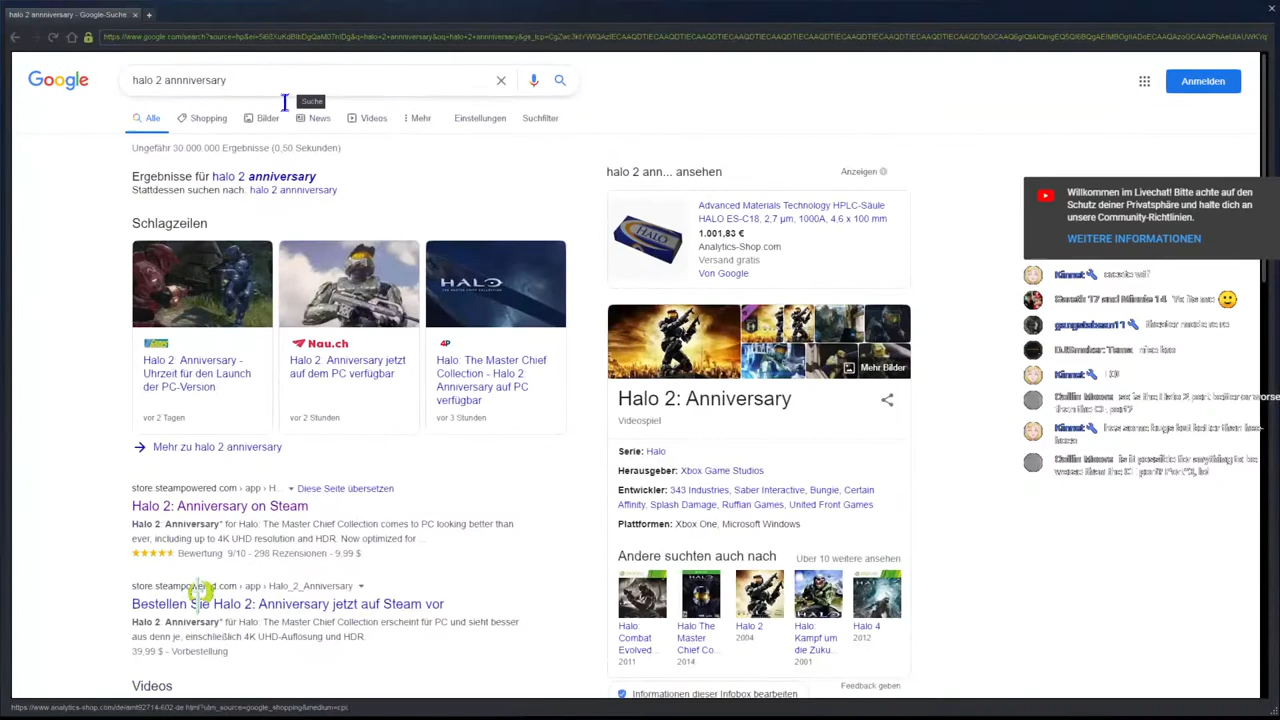 halo 2 annniversary - Google-Suche
Google
halo 2 annniversary
Suche
Anmelden
Alle
Shopping
Bilder
News
Videos
Mehr
Einstellungen
Suchfilter
Ungefähr 30.000.000 Ergebnisse (0,50 Sekunden)
Ergebnisse für halo 2 anniversary
Stattdessen suchen nach: halo 2 annniversary
Schlagzeilen
HALO
Halo 2: Anniversary -
Uhrzeit für den Launch
der PC-Version
vor 2 Tagen
Nau.ch
Halo 2: Anniversary jetzt
auf dem PC verfügbar
vor 2 Stunden
4P
Halo: The Master Chief
Collection - Halo 2:
Anniversary auf PC
verfügbar
vor 3 Stunden
Mehr zu halo 2 anniversary
store.steampowered.com › app › H... Diese Seite übersetzen
Halo 2: Anniversary on Steam
Halo 2: Anniversary" for Halo: The Master Chief Collection comes to PC looking better than
ever, including up to 4K UHD resolution and HDR. Now optimized for ...
Bewertung: 9/10 - 298 Rezensionen - 9,99 $
store.steampowered.com › app › Halo_2_Anniversary
Bestellen Sie Halo 2: Anniversary jetzt auf Steam vor
Halo 2: Anniversary" für Halo: The Master Chief Collection erscheint für PC und sieht besser
aus denn je, einschließlich 4K UHD-Auflösung und HDR.
39,99 $ - Vorbestellung
Videos
halo 2 ann... ansehen
Anzeigen
Advanced Materials Technology HPLC-Säule
HALO ES-C18, 2,7 µm, 1000A, 4,6 x 100 mm
1.001,83 €
Analytics-Shop.com
Versand gratis
Von Google
Mehr Bilder
Halo 2: Anniversary
Videospiel
Serie: Halo
Herausgeber: Xbox Game Studios
Entwickler: 343 Industries, Saber Interactive, Bungie, Certain
Affinity, Splash Damage, Ruffian Games, United Front Games
Plattformen: Xbox One, Microsoft Windows
Andere suchten auch nach
Über 10 weitere ansehen
Halo:
Combat
Evolved...
2011
Halo: The
Master
Chief Co...
2014
Halo 2
2004
Halo:
Kampf um
die Zuku...
2001
Halo 4
2012
Feedback geben
Informationen dieser Infobox bearbeiten
Willkommen im Livechat! Bitte achte auf den
Schutz deiner Privatsphäre und halte dich an
unsere Community-Richtlinien.
WEITERE INFORMATIONEN
Gareth 17 and Minnie 14